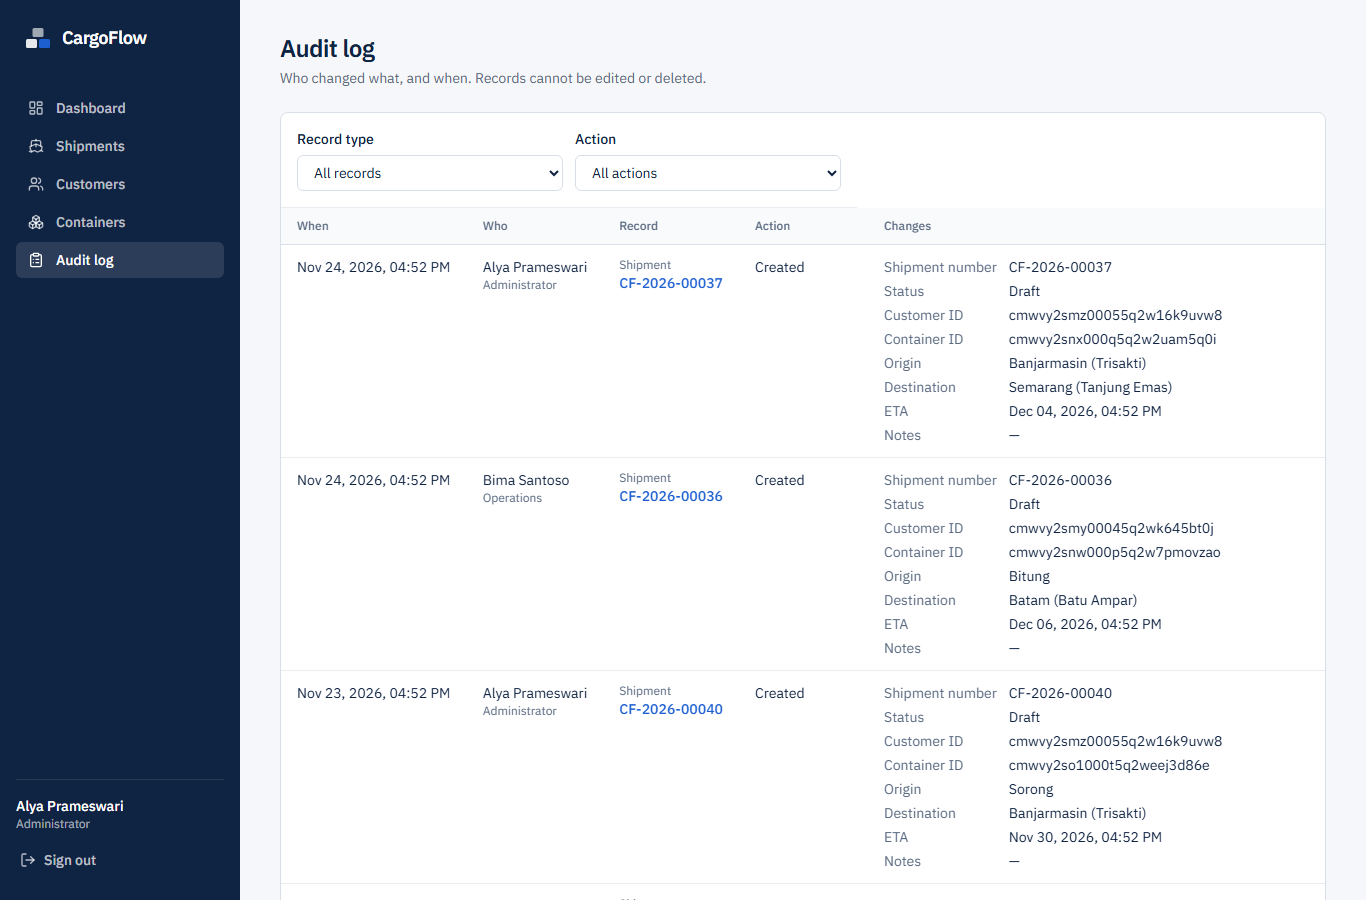 CargoFlow
Dashboard
Shipments
Customers
Containers
Audit log
Alya Prameswari
Administrator
Sign out
Audit log
Who changed what, and when. Records cannot be edited or deleted.
Record type
Action
All records
All actions
When Who Record Action Changes
Nov 24, 2026, 04:52 PM
Alya Prameswari
Administrator
Shipment
CF-2026-00037
Created
Shipment number CF-2026-00037
Status Draft
Customer ID cmwvy2smz00055q2w16k9uvw8
Container ID cmwvy2snx000q5q2w2uam5q0i
Origin Banjarmasin (Trisakti)
Destination Semarang (Tanjung Emas)
ETA Dec 04, 2026, 04:52 PM
Notes —
Nov 24, 2026, 04:52 PM
Bima Santoso
Operations
Shipment
CF-2026-00036
Created
Shipment number CF-2026-00036
Status Draft
Customer ID cmwvy2smy00045q2wk645bt0j
Container ID cmwvy2snw000p5q2w7pmovzao
Origin Bitung
Destination Batam (Batu Ampar)
ETA Dec 06, 2026, 04:52 PM
Notes —
Nov 23, 2026, 04:52 PM
Alya Prameswari
Administrator
Shipment
CF-2026-00040
Created
Shipment number CF-2026-00040
Status Draft
Customer ID cmwvy2smz00055q2w16k9uvw8
Container ID cmwvy2so1000t5q2weej3d86e
Origin Sorong
Destination Banjarmasin (Trisakti)
ETA Nov 30, 2026, 04:52 PM
Notes —